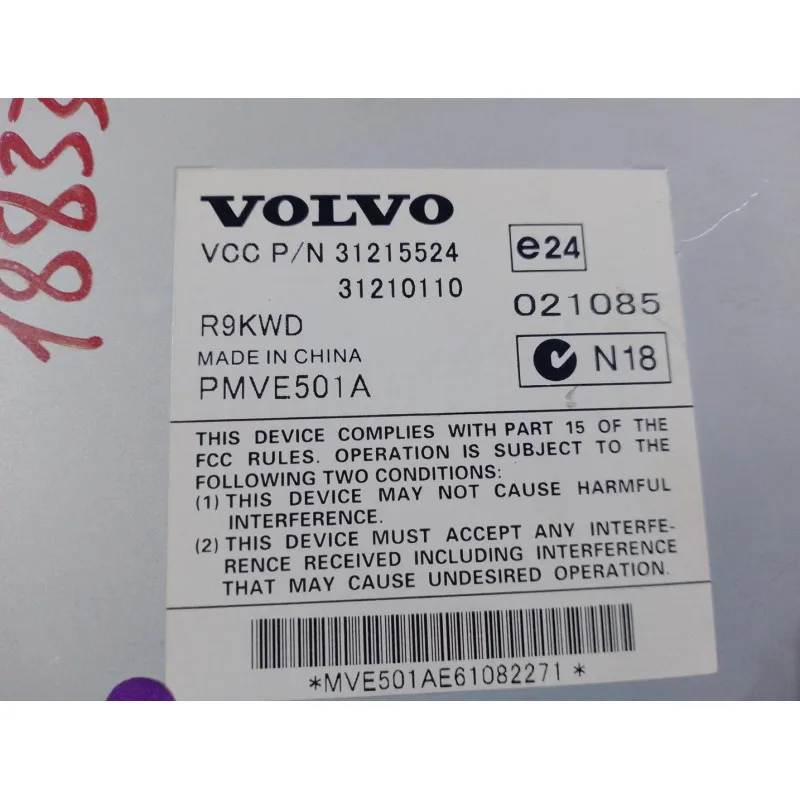 VOLVO
VCC P/N 31215524
31210110
e24
021085
R9KWD
MADE IN CHINA
PMVE501A
N18
THIS DEVICE COMPLIES WITH PART 15 OF THE
FCC RULES. OPERATION IS SUBJECT TO THE
FOLLOWING TWO CONDITIONS:
(1) THIS DEVICE MAY NOT CAUSE HARMFUL
INTERFERENCE.
(2) THIS DEVICE MUST ACCEPT ANY INTERFE-
RENCE RECEIVED INCLUDING INTERFERENCE
THAT MAY CAUSE UNDESIRED OPERATION.
*MVE501AE61082271*